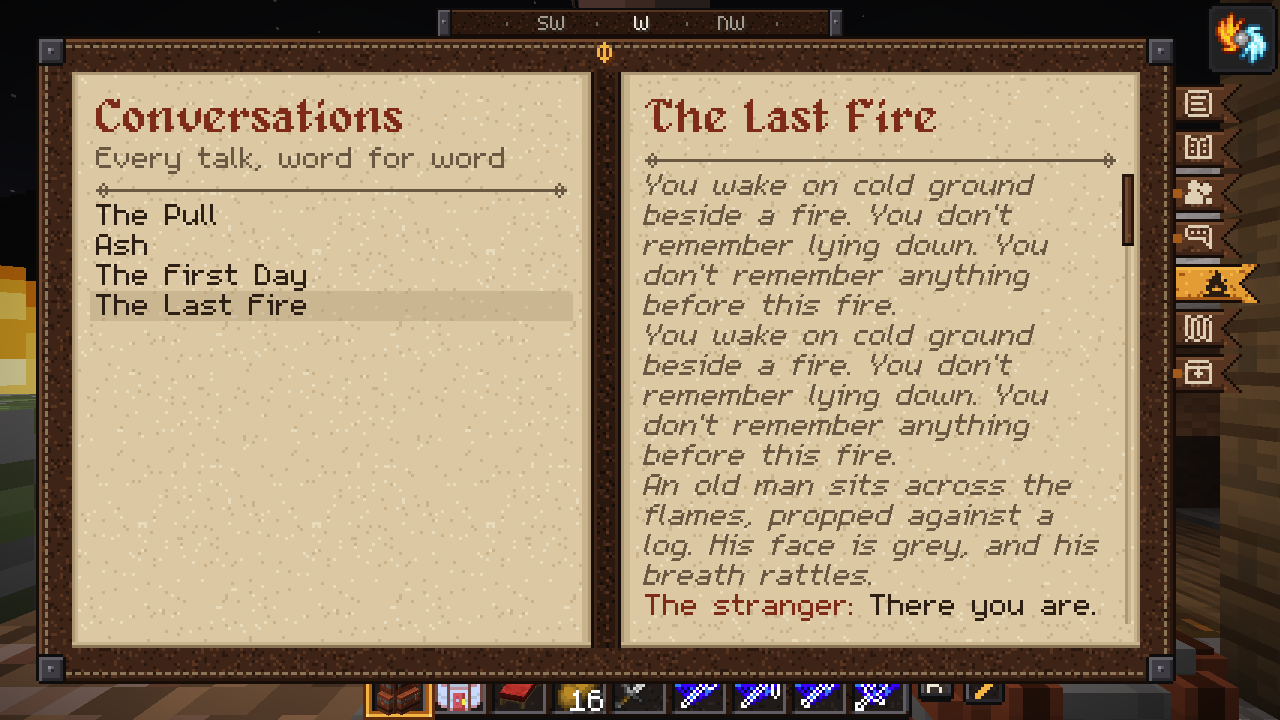 SW W NW
Conversations
Every talk, word for word
The Pull
Ash
The First Day
The Last Fire
The Last Fire
You wake on cold ground
beside a fire. You don't
remember lying down. You
don't remember anything
before this fire.
You wake on cold ground
beside a fire. You don't
remember lying down. You
don't remember anything
before this fire.
An old man sits across the
flames, propped against a
log. His face is grey, and his
breath rattles.
The stranger: There you are.
16